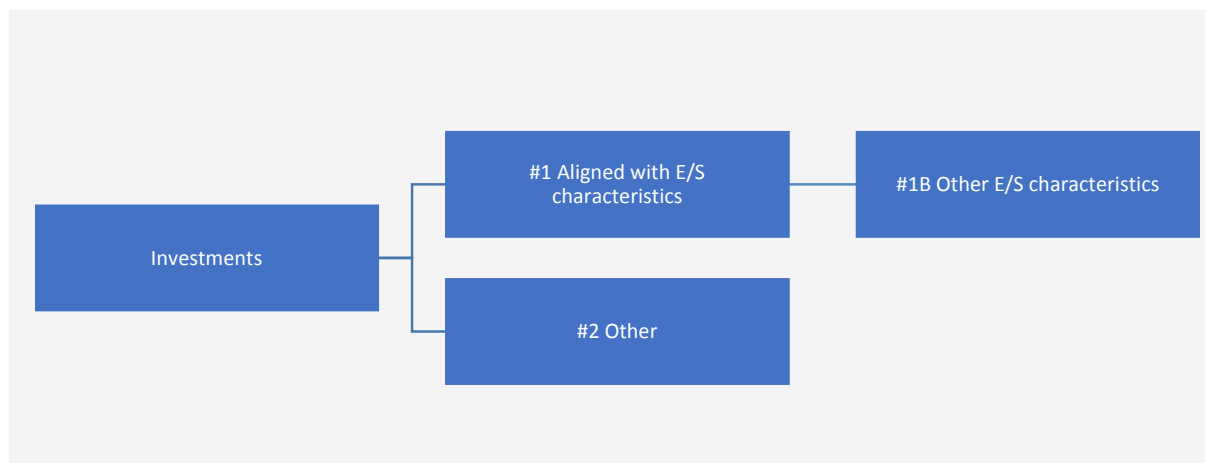 #1 Aligned with E/S
characteristics
#1B Other E/S characteristics
Investments
#2 Other